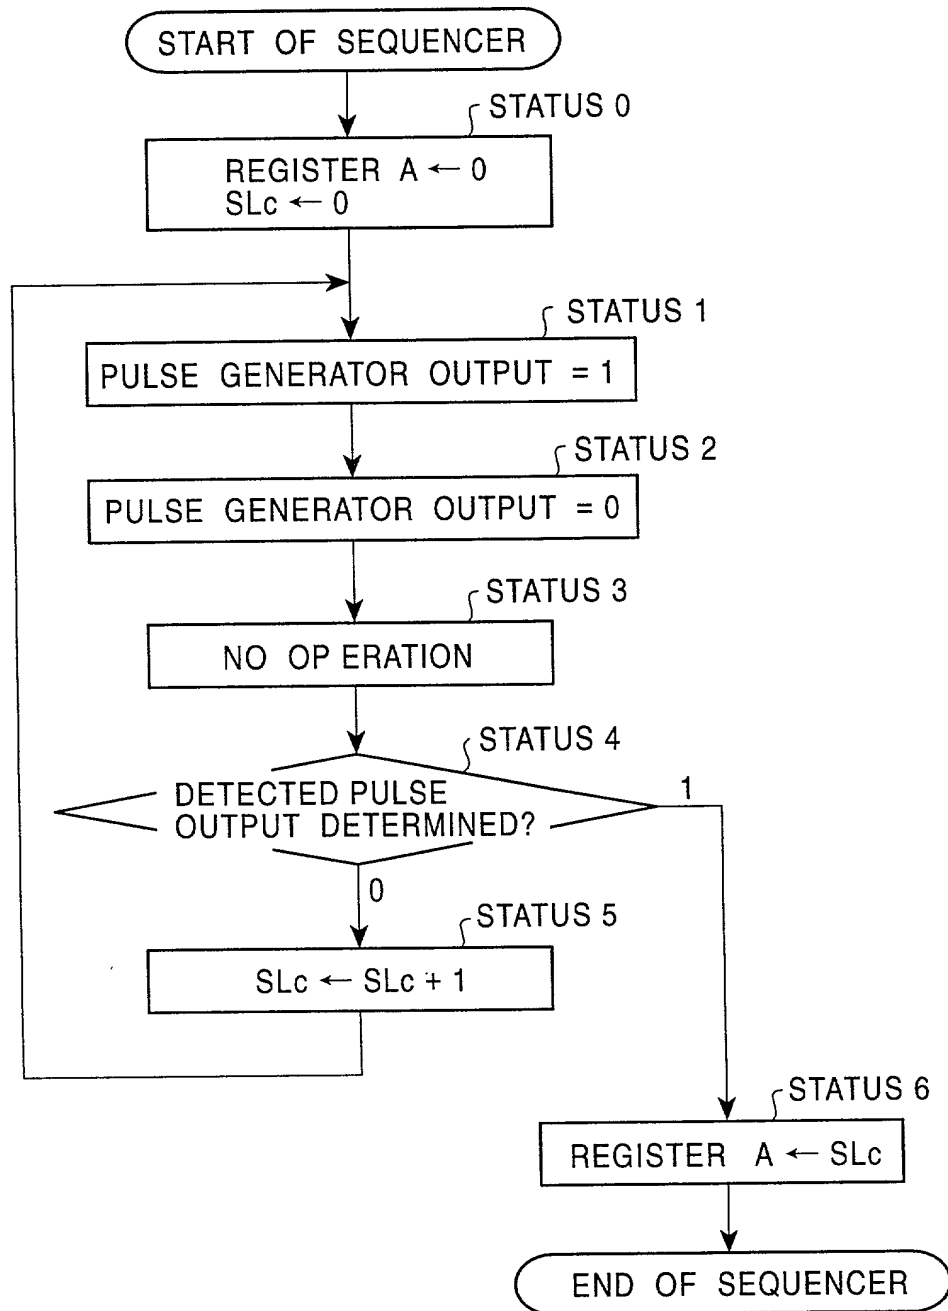 START OF SEQUENCER
STATUS 0
REGISTER A ← 0
SLc ← 0
STATUS 1
PULSE GENERATOR OUTPUT = 1
STATUS 2
PULSE GENERATOR OUTPUT = 0
STATUS 3
NO OPERATION
STATUS 4
DETECTED PULSE
OUTPUT DETERMINED?
1
0
STATUS 5
SLc ← SLc + 1
STATUS 6
REGISTER A ← SLc
END OF SEQUENCER